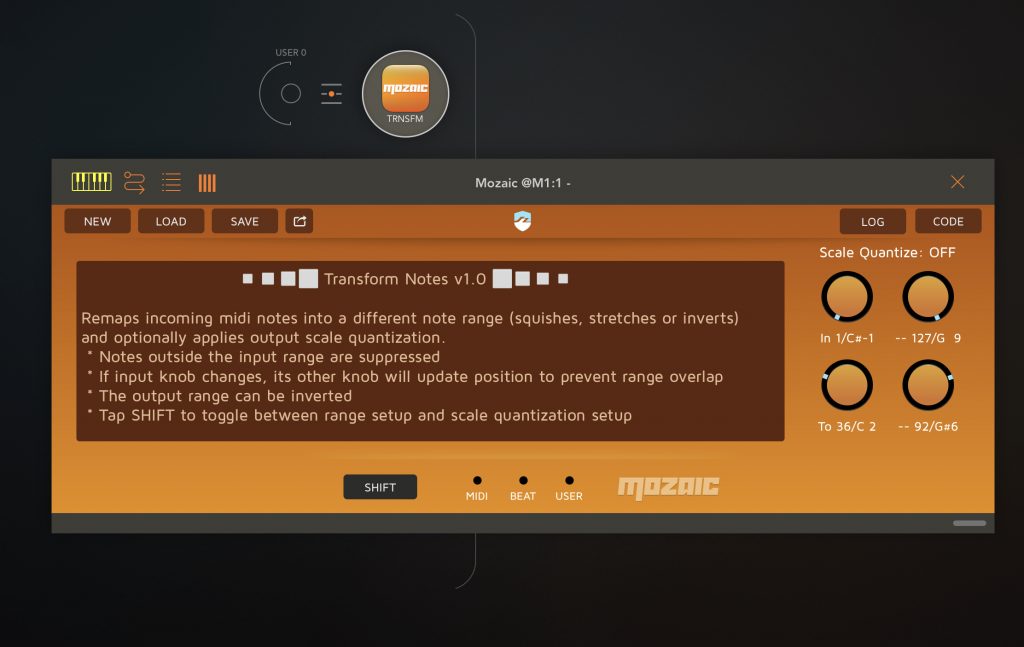 USER 0
mozaic
TRNSFM
Mozaic @M1:1 -
NEW LOAD SAVE LOG CODE
Scale Quantize: OFF
Transform Notes v1.0
Remaps incoming midi notes into a different note range (squishes, stretches or inverts)
and optionally applies output scale quantization.
* Notes outside the input range are suppressed
* If input knob changes, its other knob will update position to prevent range overlap
* The output range can be inverted
* Tap SHIFT to toggle between range setup and scale quantization setup
In 1/C#-1 -- 127/G 9
To 36/C 2 -- 92/G#6
SHIFT
MIDI BEAT USER
mozaic